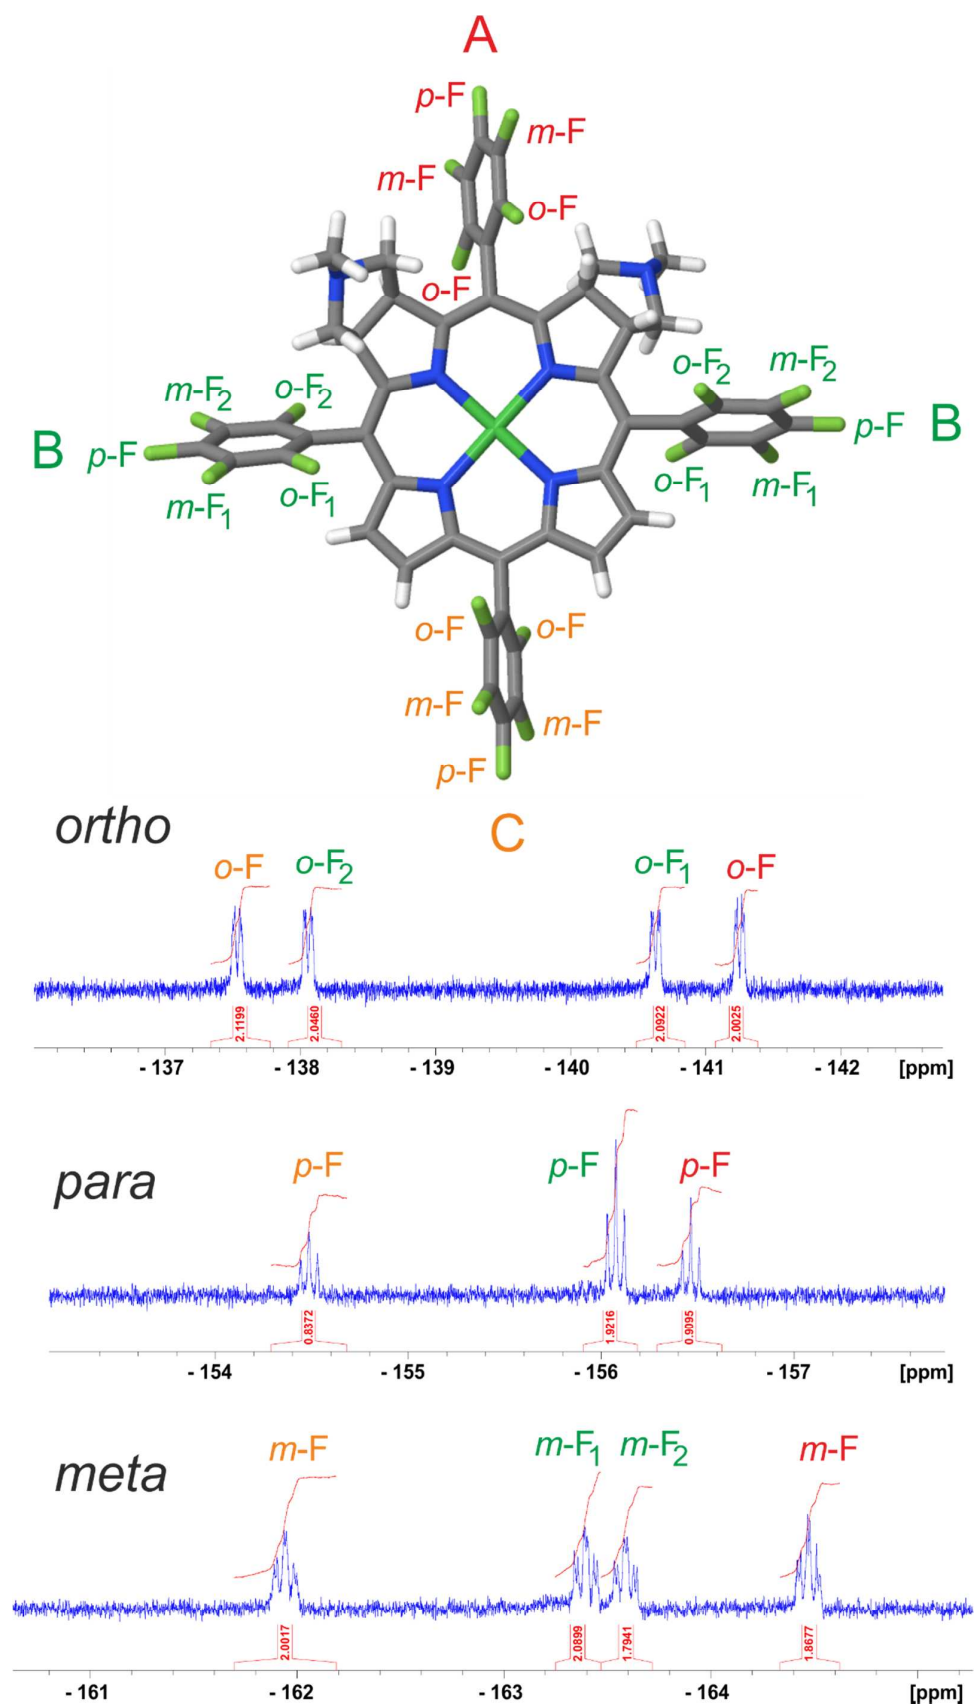 A
p-F
m-F
m-F
o-F
o-F
B
p-F
m-F2
o-F2
m-F1
o-F1
o-F2
m-F2
p-F
B
o-F1
m-F1
o-F
o-F
m-F
m-F
p-F
C
ortho
o-F
o-F2
o-F1
o-F
2.1199
2.0460
2.0922
2.0025
- 137 - 138 - 139 - 140 - 141 - 142 [ppm]
para
p-F
p-F
p-F
0.8372
1.9216
0.9095
- 154 - 155 - 156 - 157 [ppm]
meta
m-F
m-F1
m-F2
m-F
2.0017
2.0899
1.7941
1.8677
- 161 - 162 - 163 - 164 [ppm]